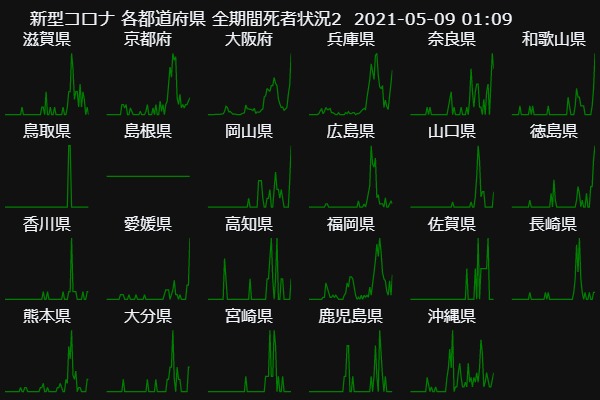 新型コロナ 各都道府県 全期間死者状況2 2021-05-09 01:09
滋賀県 京都府 大阪府 兵庫県 奈良県 和歌山県
鳥取県 島根県 岡山県 広島県 山口県 徳島県
香川県 愛媛県 高知県 福岡県 佐賀県 長崎県
熊本県 大分県 宮崎県 鹿児島県 沖縄県